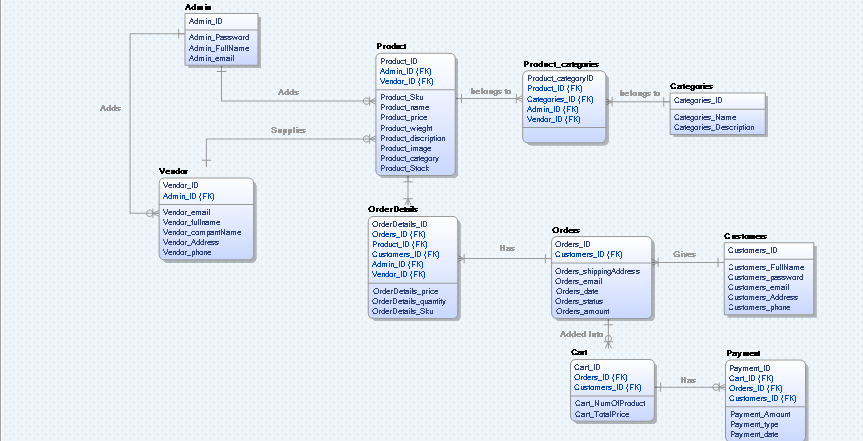 Admin
Admin_ID
Admin_Password
Admin_FullName
Admin_email
Adds
Adds
Supplies
Product
Product_ID
Admin_ID (FK)
Vendor_ID (FK)
Product_Sku
Product_name
Product_price
Product_wieght
Product_discription
Product_image
Product_category
Product_Stock
belongs to
Product_categories
Product_categoryID
Product_ID (FK)
Categories_ID (FK)
Admin_ID (FK)
Vendor_ID (FK)
belongs to
Categories
Categories_ID
Categories_Name
Categories_Description
Vendor
Vendor_ID
Admin_ID (FK)
Vendor_email
Vendor_fullname
Vendor_compantName
Vendor_Address
Vendor_phone
OrderDetails
OrderDetails_ID
Orders_ID (FK)
Product_ID (FK)
Customers_ID (FK)
Admin_ID (FK)
Vendor_ID (FK)
OrderDetails_price
OrderDetails_quantity
OrderDetails_Sku
Has
Orders
Orders_ID
Customers_ID (FK)
Orders_shippingAddress
Orders_email
Orders_date
Orders_status
Orders_amount
Gives
Customers
Customers_ID
Customers_FullName
Customers_password
Customers_email
Customers_Address
Customers_phone
Added Into
Cart
Cart_ID
Orders_ID (FK)
Customers_ID (FK)
Cart_NumOfProduct
Cart_TotalPrice
Has
Payment
Payment_ID
Cart_ID (FK)
Orders_ID (FK)
Customers_ID (FK)
Payment_Amount
Payment_type
Payment_date